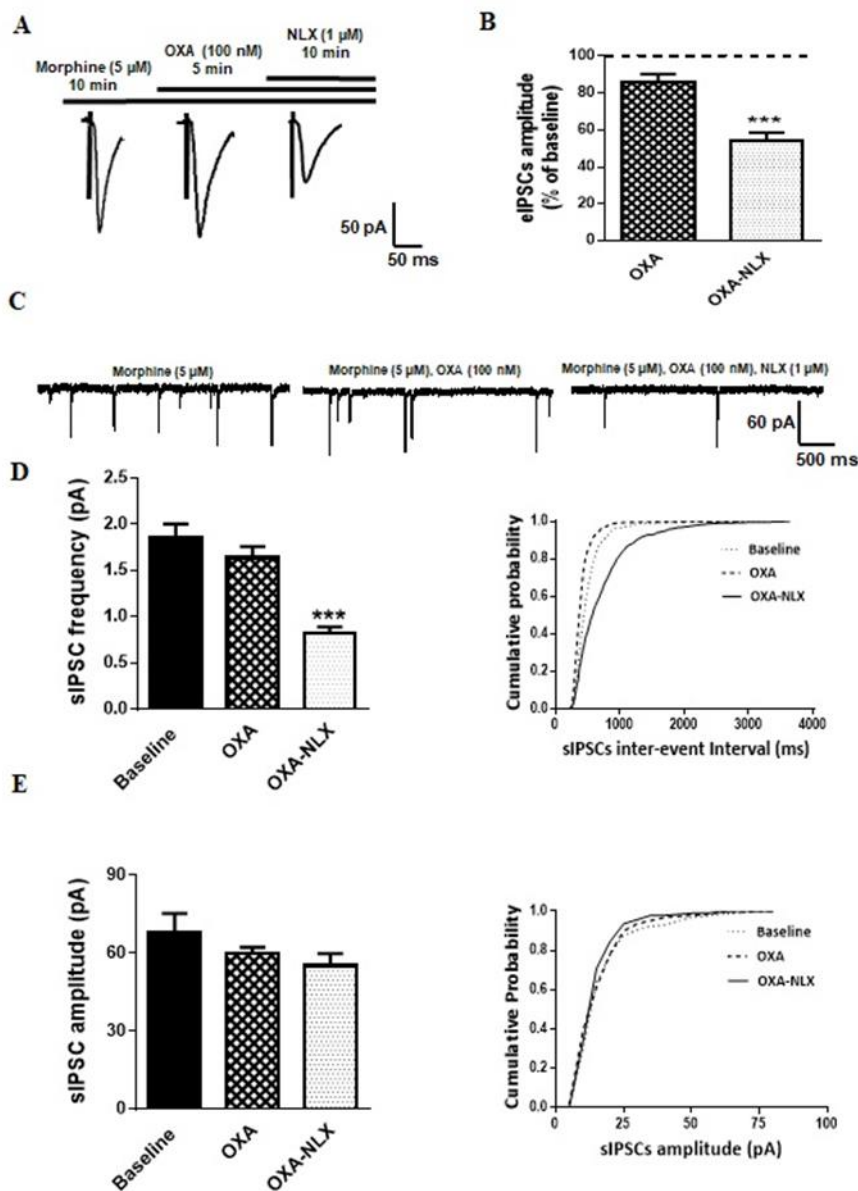 A
Morphine (5 µM)
10 min
OXA (100 nM)
5 min
NLX (1 µM)
10 min
50 pA
50 ms
B
eIPSCs amplitude
(% of baseline)
100
80
60
40
20
0
***
OXA
OXA-NLX
C
Morphine (5 µM)
Morphine (5 µM), OXA (100 nM)
Morphine (5 µM), OXA (100 nM), NLX (1 µM)
60 pA
500 ms
D
sIPSC frequency (pA)
2.5
2.0
1.5
1.0
0.5
0.0
***
Baseline
OXA
OXA-NLX
Cumulative probability
1.0
0.8
0.6
0.4
0.2
0.0
Baseline
OXA
OXA-NLX
0
1000
2000
3000
4000
sIPSCs inter-event Interval (ms)
E
sIPSC amplitude (pA)
90
60
30
0
Baseline
OXA
OXA-NLX
Cumulative Probability
1.0
0.8
0.6
0.4
0.2
0.0
Baseline
OXA
OXA-NLX
0
25
50
75
100
sIPSCs amplitude (pA)